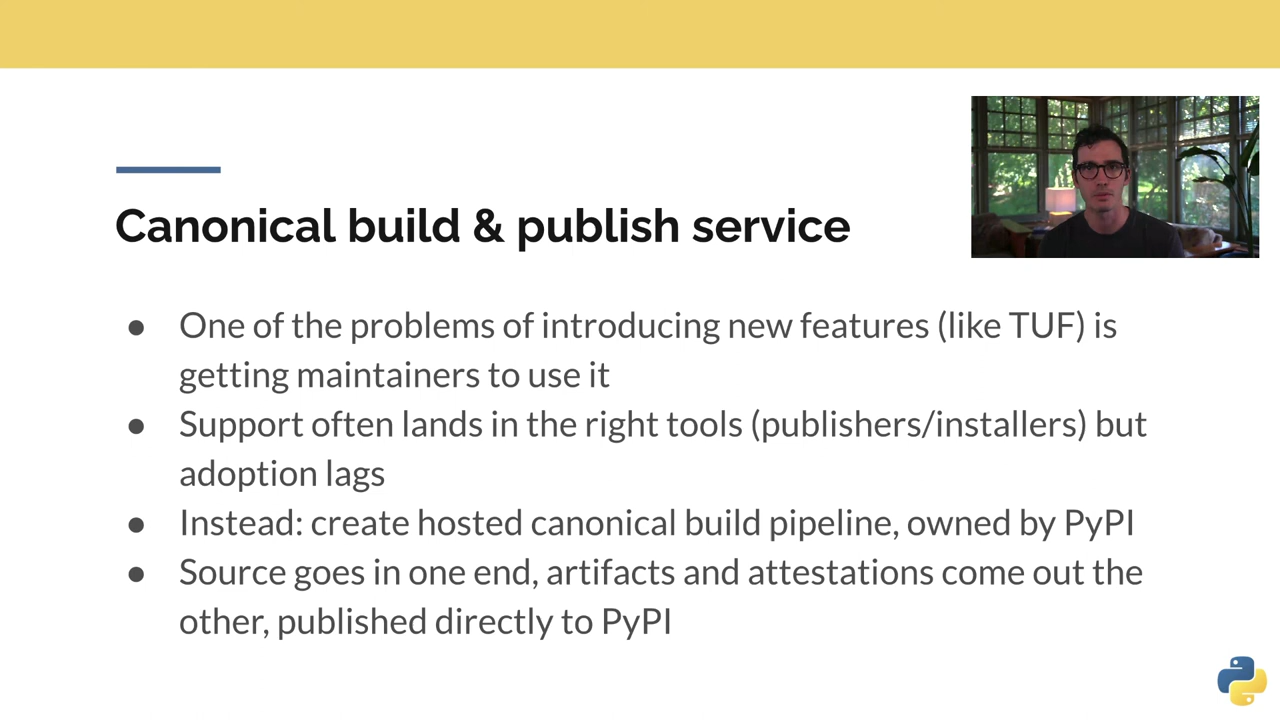 Canonical build & publish service
● One of the problems of introducing new features (like TUF) is
getting maintainers to use it
● Support often lands in the right tools (publishers/installers) but
adoption lags
● Instead: create hosted canonical build pipeline, owned by PyPI
● Source goes in one end, artifacts and attestations come out the
other, published directly to PyPI